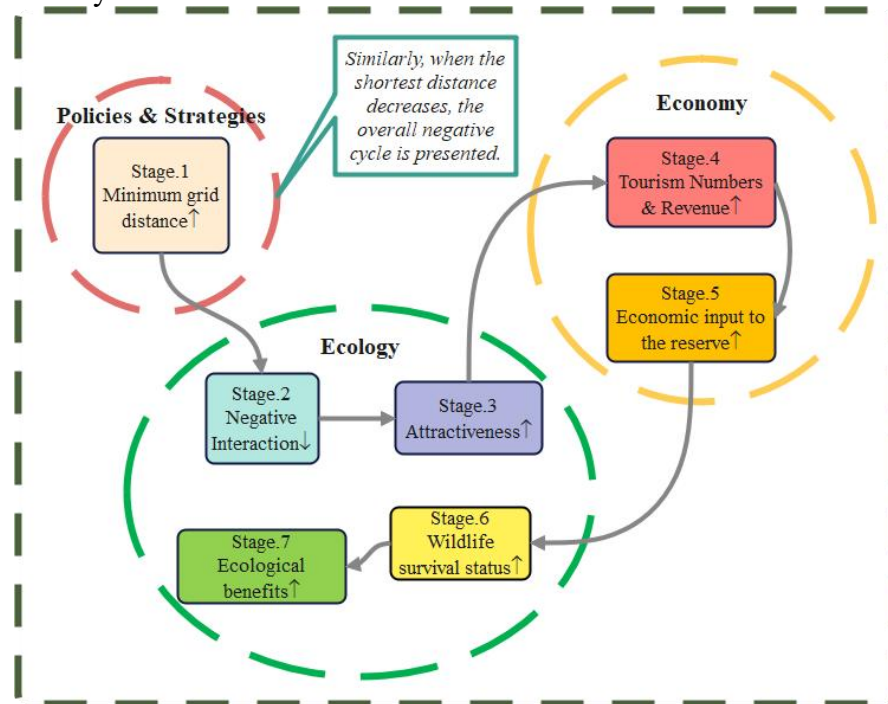 Policies & Strategies
Stage.1
Minimum grid
distance↑
Similarly, when the
shortest distance
decreases, the
overall negative
cycle is presented.
Economy
Stage.4
Tourism Numbers
& Revenue↑
Stage.5
Economic input to
the reserve↑
Ecology
Stage.2
Negative
Interaction↓
Stage.3
Attractiveness↑
Stage.6
Wildlife
survival status↑
Stage.7
Ecological
benefits↑